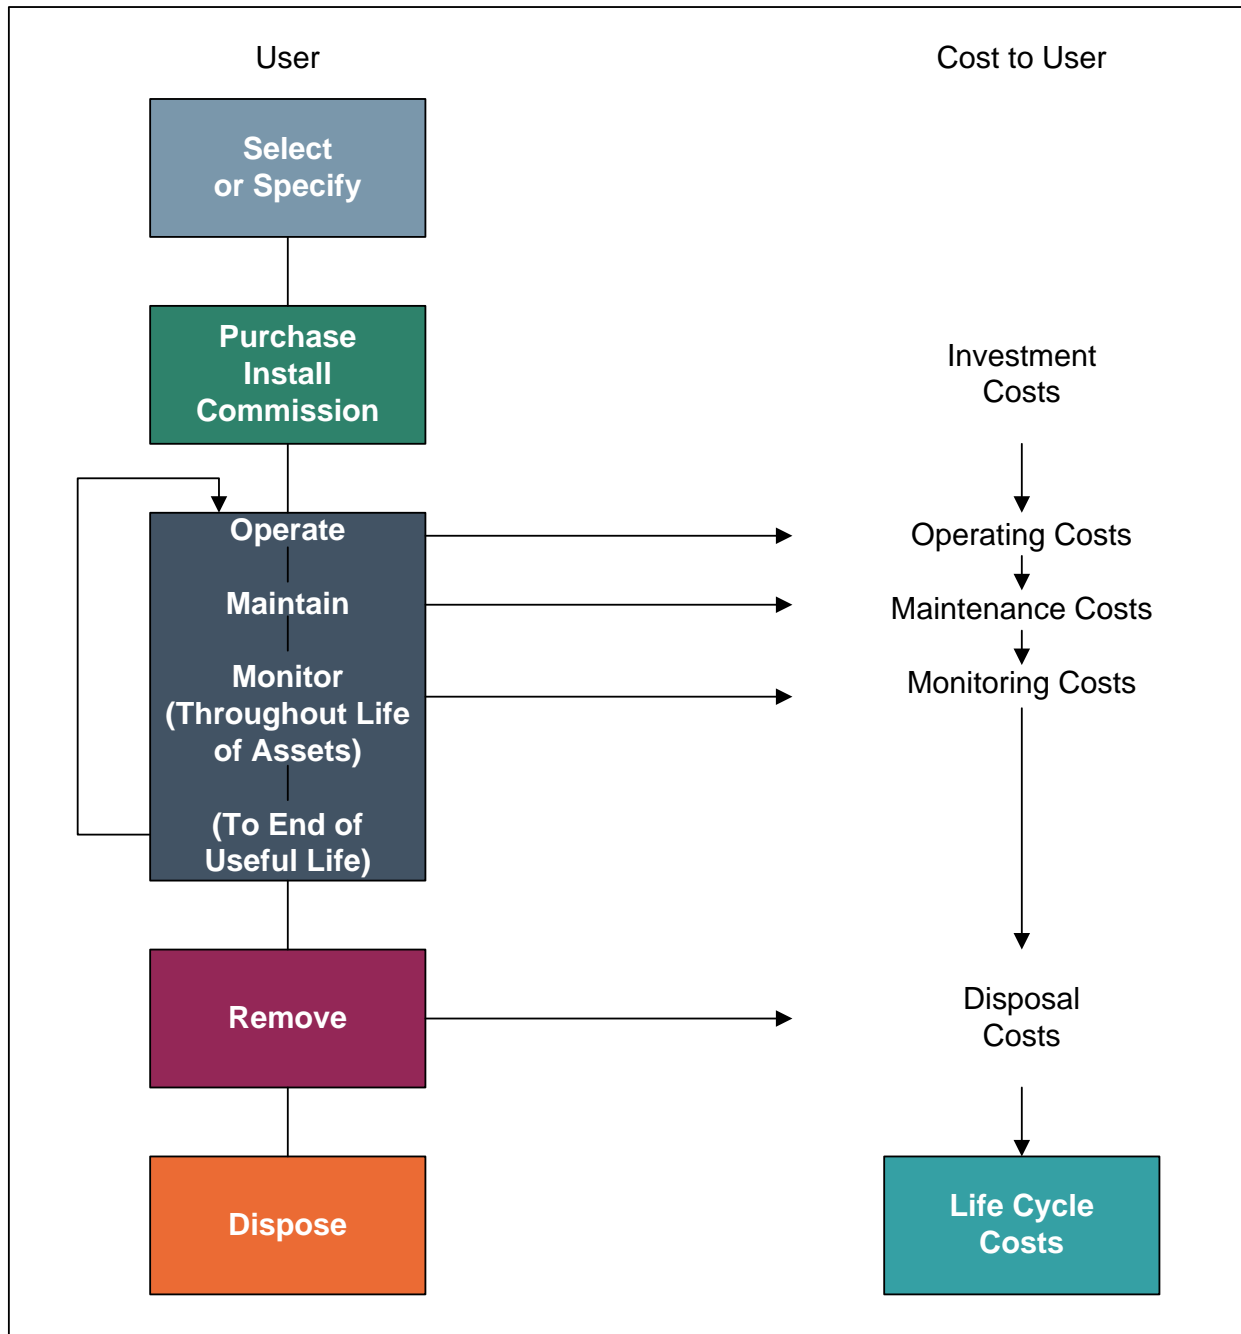 User
Cost to User
Select
or Specify
Purchase
Install
Commission
Investment
Costs
Operate
Operating Costs
Maintain
Maintenance Costs
Monitor
(Throughout Life
of Assets)
Monitoring Costs
(To End of
Useful Life)
Remove
Disposal
Costs
Dispose
Life Cycle
Costs